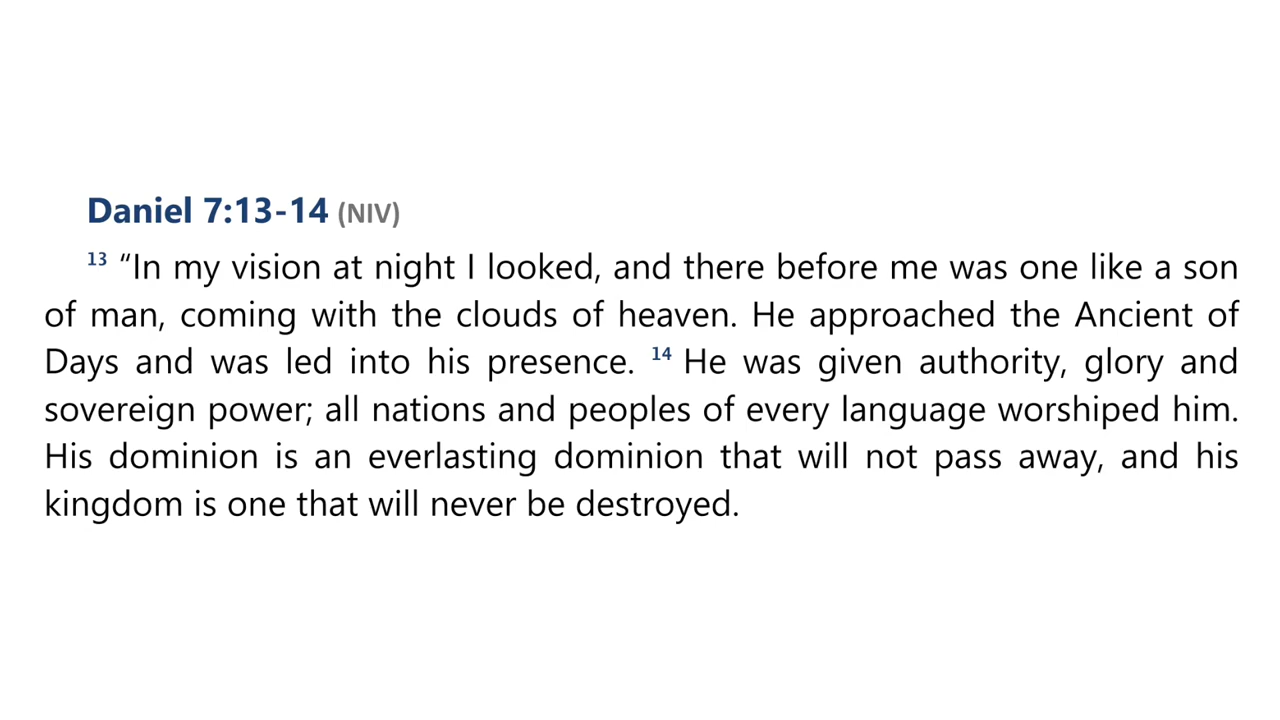 Daniel 7:13-14 (NIV)
13 “In my vision at night I looked, and there before me was one like a son
of man, coming with the clouds of heaven. He approached the Ancient of
Days and was led into his presence. 14 He was given authority, glory and
sovereign power; all nations and peoples of every language worshiped him.
His dominion is an everlasting dominion that will not pass away, and his
kingdom is one that will never be destroyed.